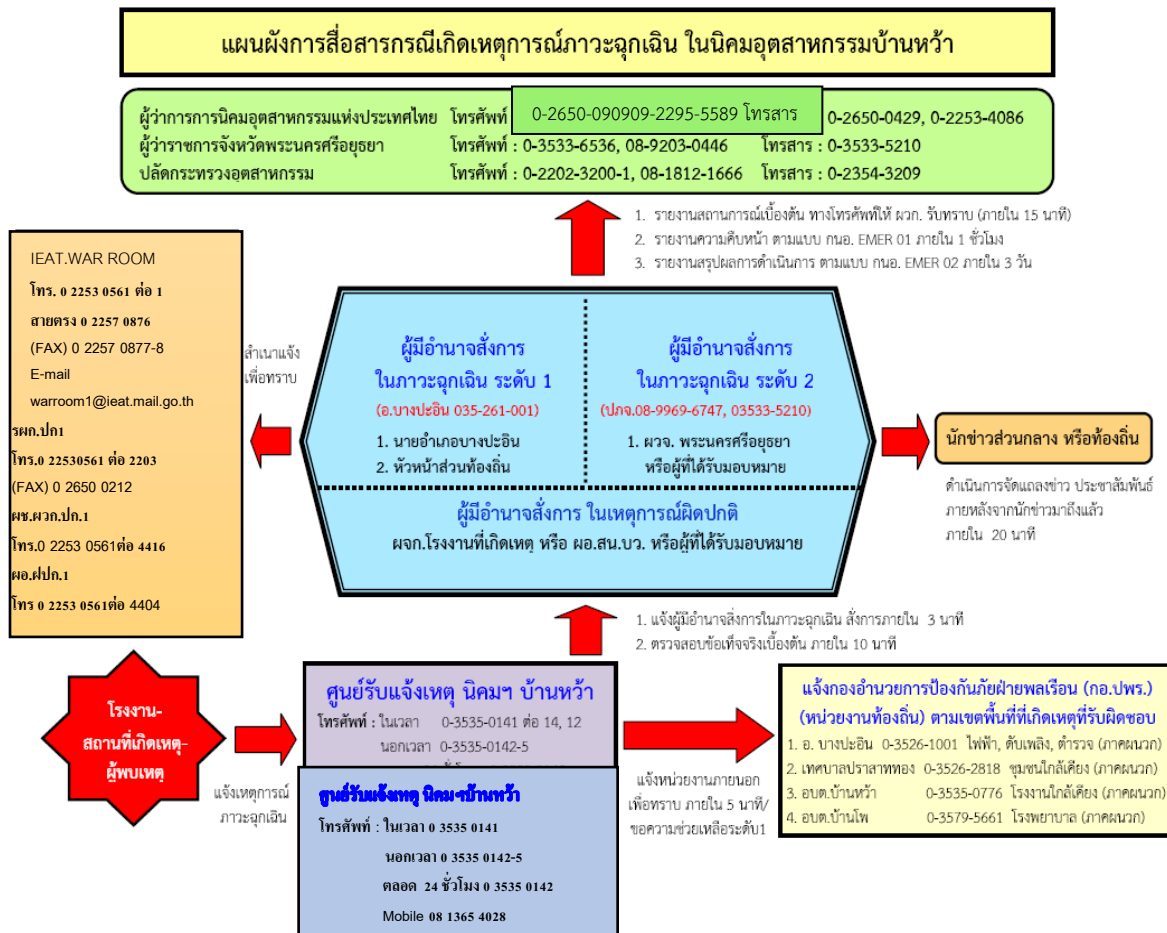 แผนผังการสื่อสารกรณีเกิดเหตุการณ์ภาวะฉุกเฉิน ในนิคมอุตสาหกรรมบ้านหว้า
ผู้ว่าการการนิคมอุตสาหกรรมแห่งประเทศไทย โทรศัพท์ 0-2650-090909-2295-5589 โทรสาร 0-2650-0429, 0-2253-4086
ผู้ว่าราชการจังหวัดพระนครศรีอยุธยา โทรศัพท์ : 0-3533-6536, 08-9203-0446 โทรสาร : 0-3533-5210
ปลัดกระทรวงอุตสาหกรรม โทรศัพท์ : 0-2202-3200-1, 08-1812-1666 โทรสาร : 0-2354-3209
1. รายงานสถานการณ์เบื้องต้น ทางโทรศัพท์ให้ ผวก. รับทราบ (ภายใน 15 นาที)
2. รายงานความคืบหน้า ตามแบบ กนอ. EMER 01 ภายใน 1 ชั่วโมง
3. รายงานสรุปผลการดำเนินการ ตามแบบ กนอ. EMER 02 ภายใน 3 วัน
IEAT.WAR ROOM
โทร. 0 2253 0561 ต่อ 1
สายตรง 0 2257 0876
(FAX) 0 2257 0877-8
E-mail
warroom1@ieat.mail.go.th
รผก.ปก1
โทร.0 22530561 ต่อ 2203
(FAX) 0 2650 0212
ผช.ผวก.ปก.1
โทร.0 2253 0561ต่อ 4416
ผอ.ฝปก.1
โทร 0 2253 0561ต่อ 4404
สำเนาแจ้ง
เพื่อทราบ
ผู้มีอำนาจสั่งการ
ในภาวะฉุกเฉิน ระดับ 1
(อ.บางปะอิน 035-261-001)
1. นายอำเภอบางปะอิน
2. หัวหน้าส่วนท้องถิ่น
ผู้มีอำนาจสั่งการ
ในภาวะฉุกเฉิน ระดับ 2
(ปภจ.08-9969-6747, 03533-5210)
1. ผวจ. พระนครศรีอยุธยา
หรือผู้ที่ได้รับมอบหมาย
ผู้มีอำนาจสั่งการ ในเหตุการณ์ผิดปกติ
ผจก.โรงงานที่เกิดเหตุ หรือ ผอ.สน.บว. หรือผู้ที่ได้รับมอบหมาย
นักข่าวส่วนกลาง หรือท้องถิ่น
ดำเนินการจัดแถลงข่าว ประชาสัมพันธ์
ภายหลังจากนักข่าวมาถึงแล้ว
ภายใน 20 นาที
1. แจ้งผู้มีอำนาจสั่งการในภาวะฉุกเฉิน สั่งการภายใน 3 นาที
2. ตรวจสอบข้อเท็จจริงเบื้องต้น ภายใน 10 นาที
โรงงาน-
สถานที่เกิดเหตุ-
ผู้พบเหตุ
แจ้งเหตุการณ์
ภาวะฉุกเฉิน
ศูนย์รับแจ้งเหตุ นิคมฯ บ้านหว้า
โทรศัพท์ : ในเวลา 0-3535-0141 ต่อ 14, 12
นอกเวลา 0-3535-0142-5
ศูนย์รับแจ้งเหตุ นิคมฯบ้านหว้า
โทรศัพท์ : ในเวลา 0 3535 0141
นอกเวลา 0 3535 0142-5
ตลอด 24 ชั่วโมง 0 3535 0142
Mobile 08 1365 4028
แจ้งหน่วยงานภายนอก
เพื่อทราบ ภายใน 5 นาที/
ขอความช่วยเหลือระดับ1
แจ้งกองอำนวยการป้องกันภัยฝ่ายพลเรือน (กอ.ปพร.)
(หน่วยงานท้องถิ่น) ตามเขตพื้นที่ที่เกิดเหตุที่รับผิดชอบ
1. อ. บางปะอิน 0-3526-1001 ไฟฟ้า, ดับเพลิง, ตำรวจ (ภาคผนวก)
2. เทศบาลปราสาททอง 0-3526-2818 ชุมชนใกล้เคียง (ภาคผนวก)
3. อบต.บ้านหว้า 0-3535-0776 โรงงานใกล้เคียง (ภาคผนวก)
4. อบต.บ้านโพ 0-3579-5661 โรงพยาบาล (ภาคผนวก)